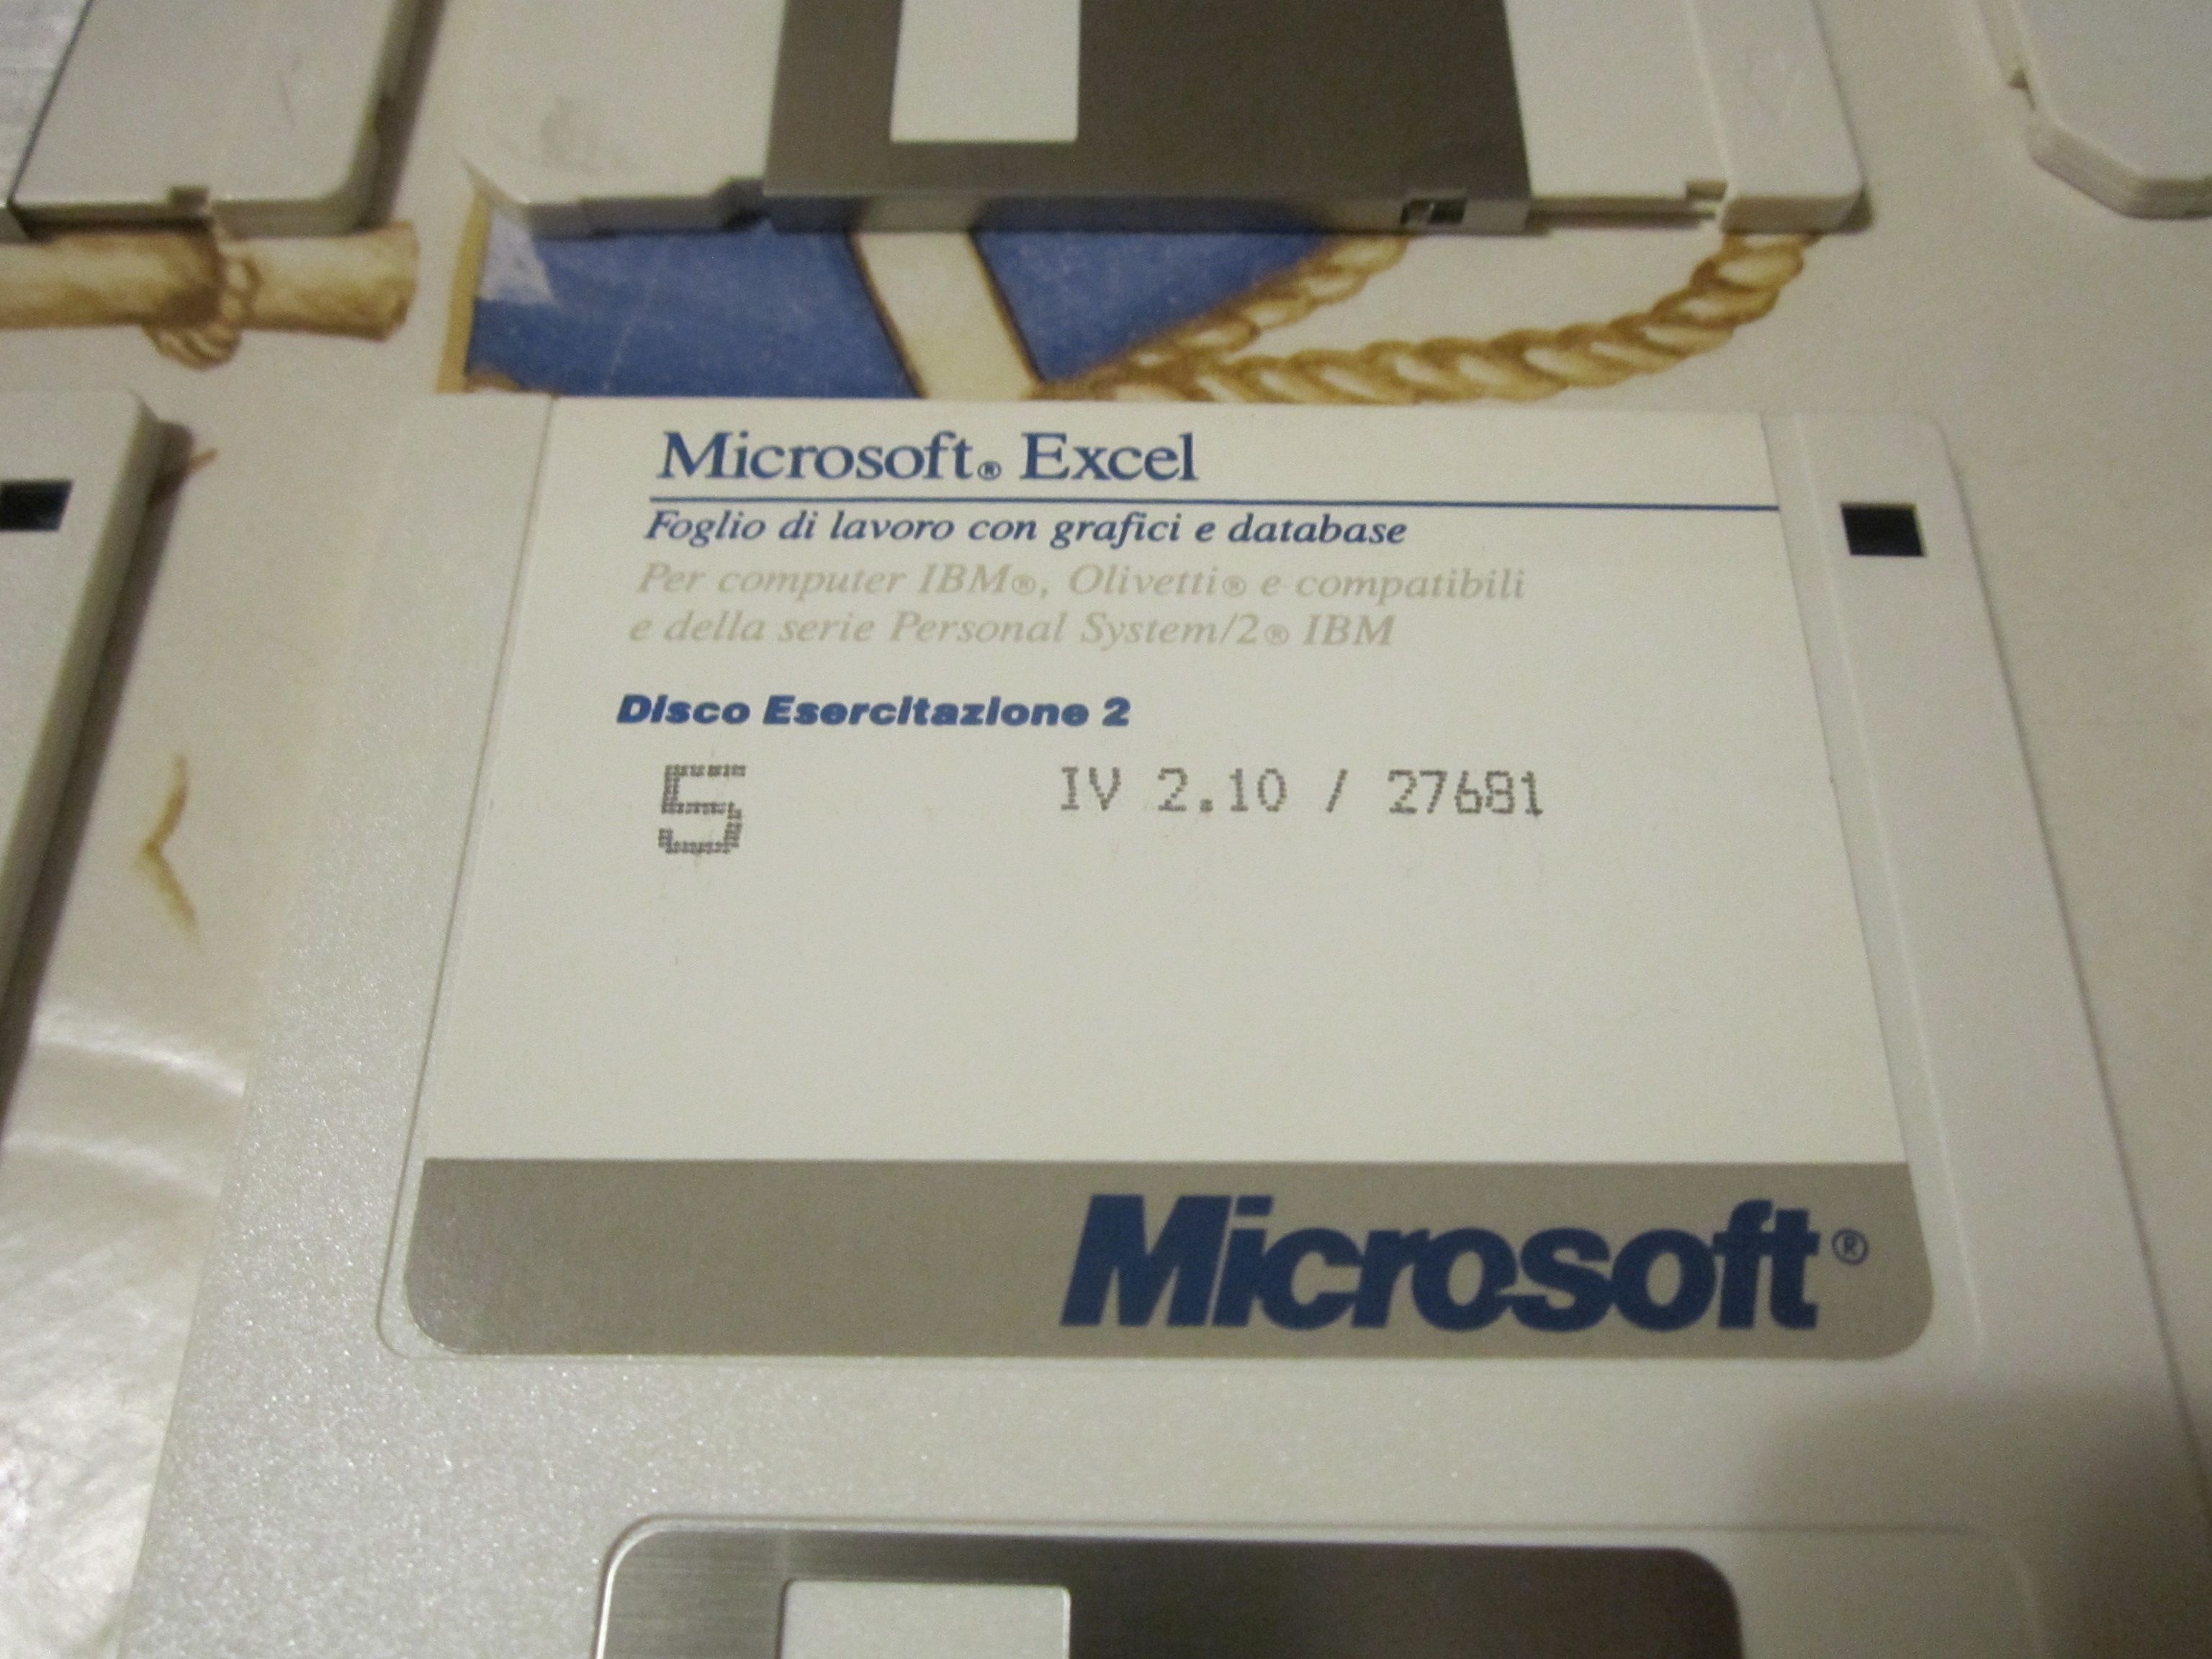 Microsoft® Excel
Foglio di lavoro con grafici e database
Per computer IBM®, Olivetti® e compatibili
e della serie Personal System/2® IBM
Disco Esercitazione 2
5 IV 2.10 / 27681
Microsoft®